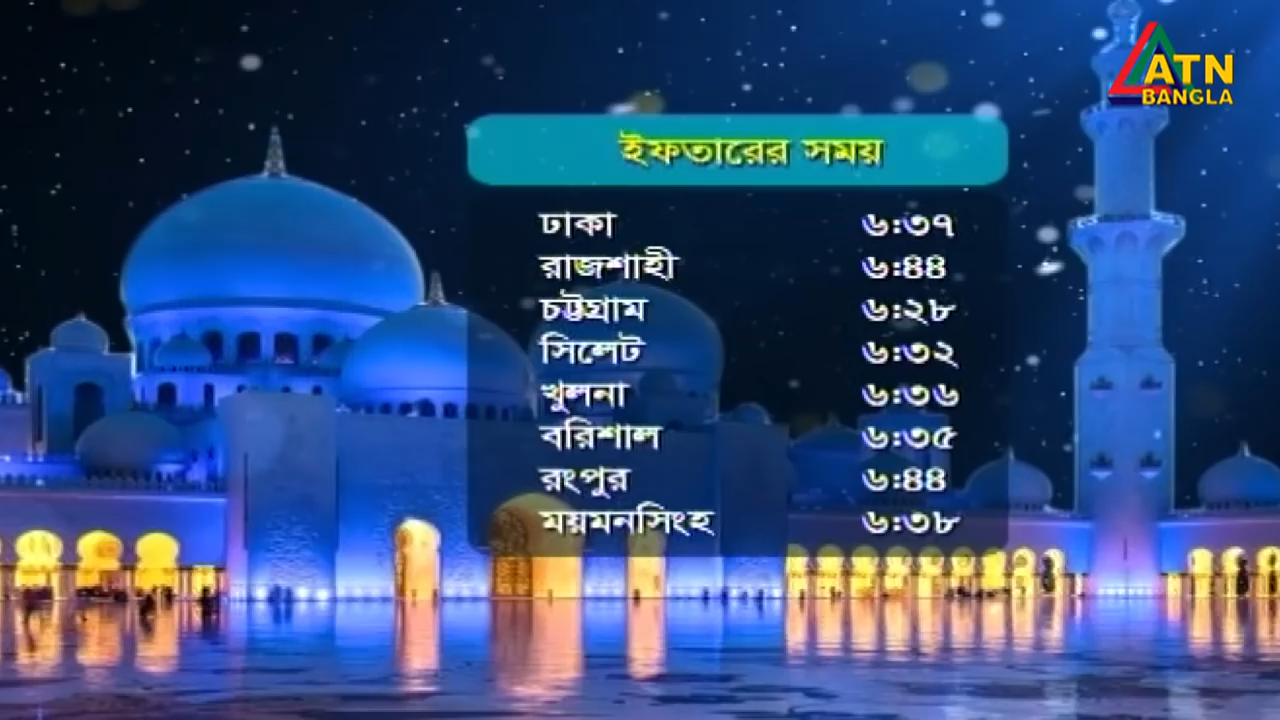 ATN
BANGLA
ইফতারের সময়
ঢাকা ৬:৩৭
রাজশাহী ৬:৪৪
চট্টগ্রাম ৬:২৮
সিলেট ৬:৩২
খুলনা ৬:৩৬
বরিশাল ৬:৩৫
রংপুর ৬:৪৪
ময়মনসিংহ ৬:৩৮